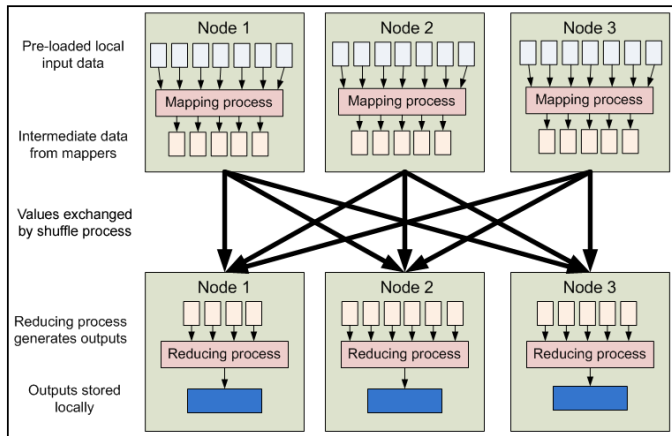 Node 1
Node 2
Node 3
Pre-loaded local
input data
Mapping process
Mapping process
Mapping process
Intermediate data
from mappers
Values exchanged
by shuffle process
Node 1
Node 2
Node 3
Reducing process
generates outputs
Reducing process
Reducing process
Reducing process
Outputs stored
locally